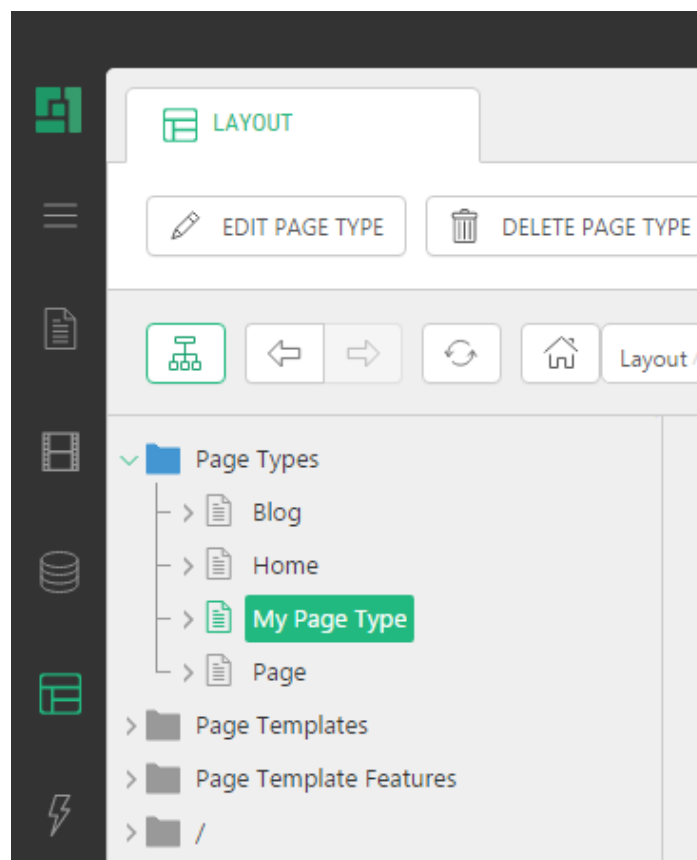 LAYOUT
EDIT PAGE TYPE
DELETE PAGE TYPE
Layout /
Page Types
Blog
Home
My Page Type
Page
Page Templates
Page Template Features
/